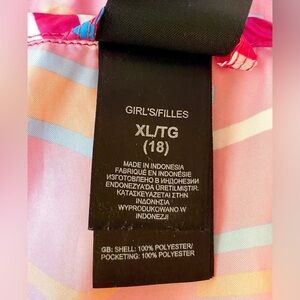 GIRL'S/FILLES
XL/TG
(18)
MADE IN INDONESIA
FABRIQUÉ EN INDONÉSIE
ИЗГОТОВЛЕНО В ИНДОНЕЗИИ
ENDONEZYA'DA ÜRETILMIŞTIR.
ΚΑΤΑΣΚΕΥΑΖΕΤΑΙ ΣΤΗΝ
ΙΝΔΟΝΗΣΙΑ
WYPRODUKOWANO W
INDONEZJI
GB: SHELL: 100% POLYESTER/
POCKETING: 100% POLYESTER